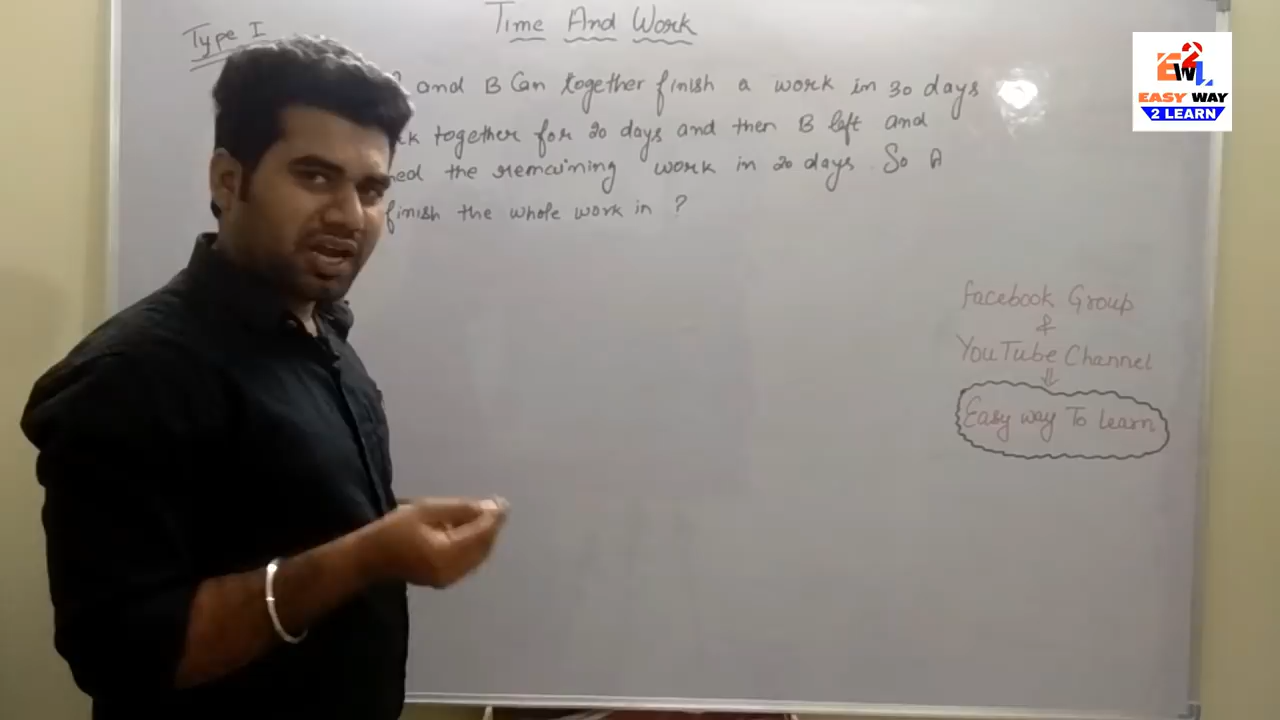 Time And Work
Type I
and B Can together finish a work in 30 days
together for 20 days and then B left and
the remaining work in 20 days So A
finish the whole work in ?
Facebook Group
&
YouTube Channel
⇓
Easy way To Learn
E2L
EASY WAY
2 LEARN